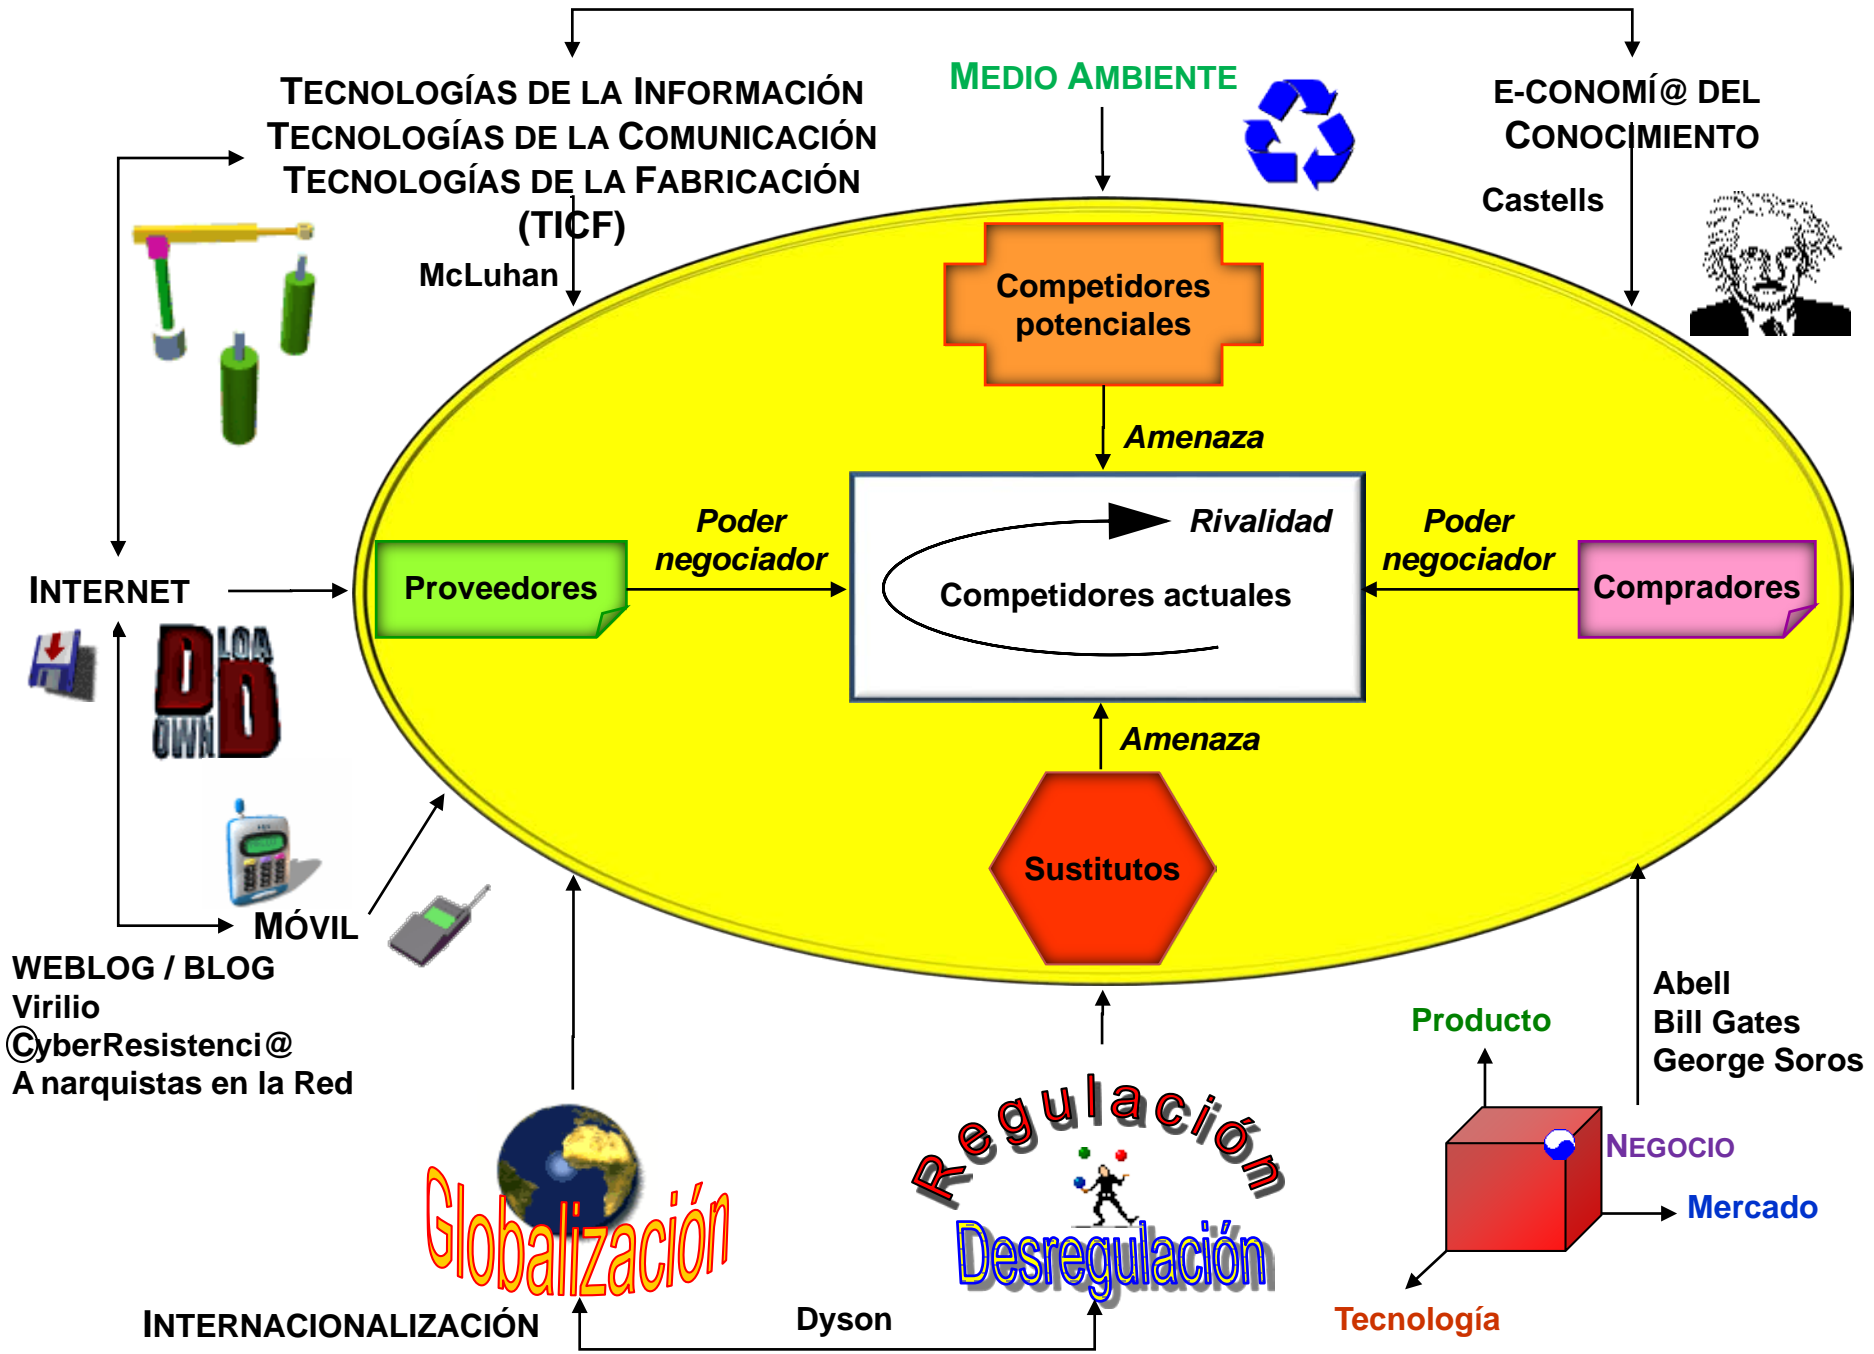 TECNOLOGÍAS DE LA INFORMACIÓN
TECNOLOGÍAS DE LA COMUNICACIÓN
TECNOLOGÍAS DE LA FABRICACIÓN
(TICF)
McLuhan
MEDIO AMBIENTE
E-CONOMÍ@ DEL
CONOCIMIENTO
Castells
Competidores
potenciales
Amenaza
Poder
negociador
Rivalidad
Poder
negociador
Proveedores
Competidores actuales
Compradores
INTERNET
LOA
D D
OWN
Amenaza
Sustitutos
MÓVIL
WEBLOG / BLOG
Virilio
©yberResistenci@
A narquistas en la Red
Abell
Bill Gates
George Soros
Producto
NEGOCIO
Mercado
Tecnología
Regulación
Desregulación
Globalización
INTERNACIONALIZACIÓN
Dyson